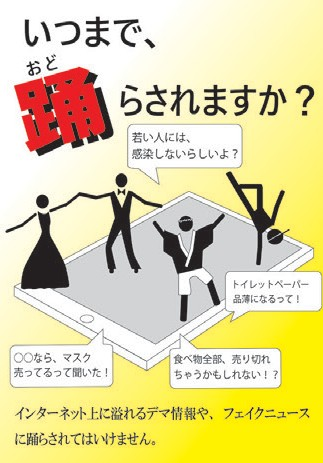 いつまで、
おど
踊らされますか？
若い人には、
感染しないらしいよ？
トイレットペーパー
品薄になるって！
○○なら、マスク
売ってるって聞いた！
食べ物全部、売り切れ
ちゃうかもしれない！？
インターネット上に溢れるデマ情報や、フェイクニュース
に踊らされてはいけません。